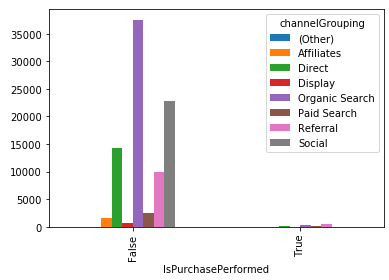 channelGrouping
(Other)
Affiliates
Direct
Display
Organic Search
Paid Search
Referral
Social
35000
30000
25000
20000
15000
10000
5000
0
False
True
IsPurchasePerformed